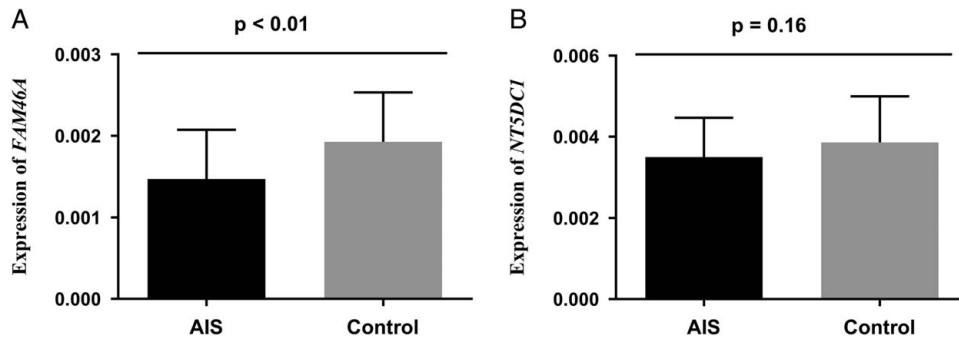 A
p < 0.01
0.003
0.002
0.001
0.000
Expression of FAM46A
AIS
Control
B
p = 0.16
0.006
0.004
0.002
0.000
Expression of NT5DC1
AIS
Control